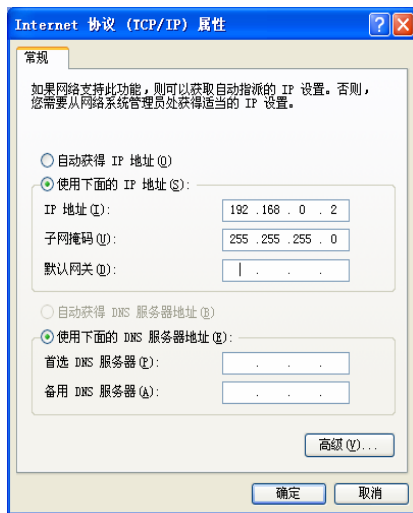 Internet 协议 (TCP/IP) 属性
常规
如果网络支持此功能,则可以获取自动指派的 IP 设置。否则,
您需要从网络系统管理员处获得适当的 IP 设置。
自动获得 IP 地址(O)
使用下面的 IP 地址(S):
IP 地址(I): 192 .168 . 0 . 2
子网掩码(U): 255 .255 .255 . 0
默认网关(D): . . .
自动获得 DNS 服务器地址(B)
使用下面的 DNS 服务器地址(E):
首选 DNS 服务器(P): . . .
备用 DNS 服务器(A): . . .
高级(V)...
确定 取消